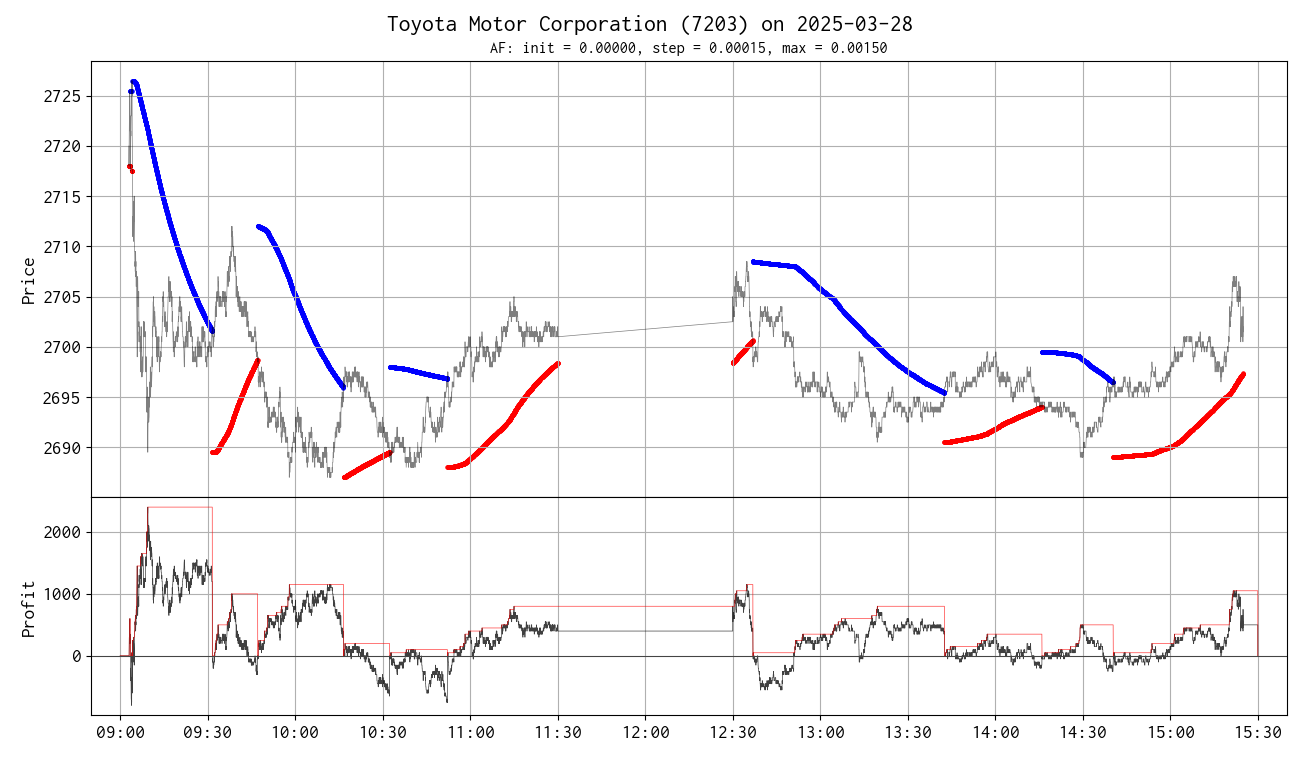 Toyota Motor Corporation (7203) on 2025-03-28
AF: init = 0.00000, step = 0.00015, max = 0.00150
Price
2725
2720
2715
2710
2705
2700
2695
2690
Profit
2000
1000
0
09:00 09:30 10:00 10:30 11:00 11:30 12:00 12:30 13:00 13:30 14:00 14:30 15:00 15:30